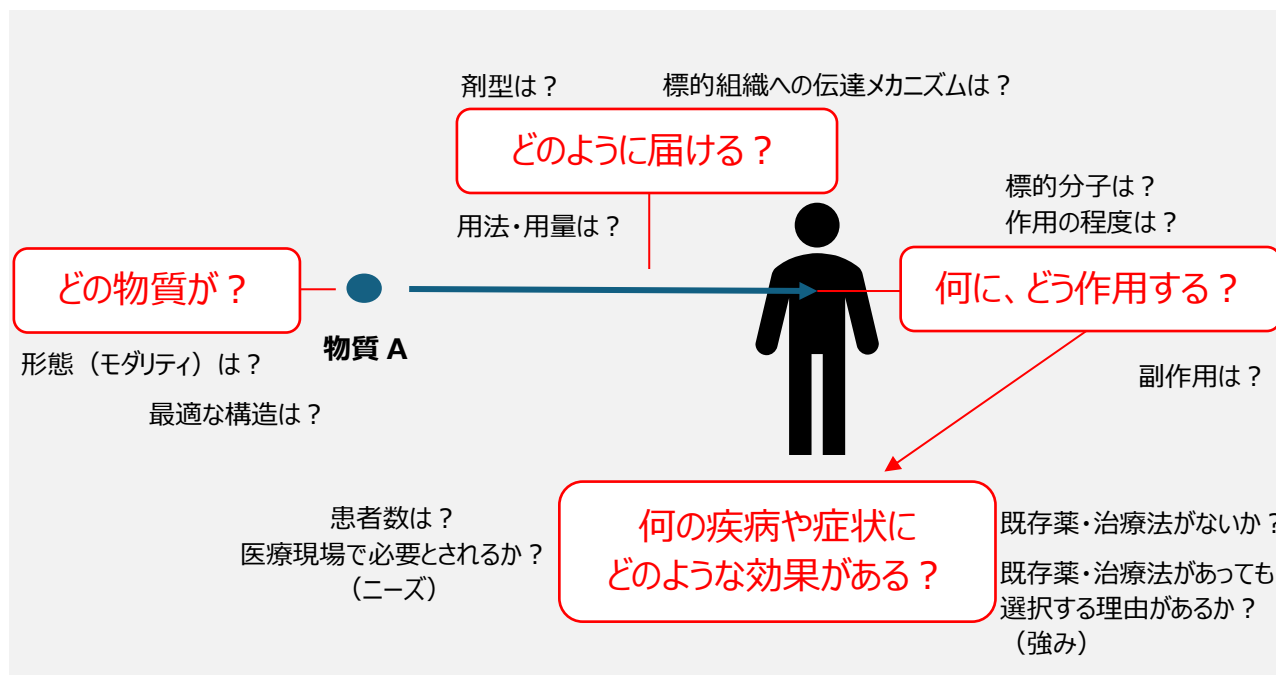 剤型は？
標的組織への伝達メカニズムは？
どのように届ける？
用法・用量は？
標的分子は？
作用の程度は？
どの物質が？
何に、どう作用する？
物質 A
形態（モダリティ）は？
最適な構造は？
副作用は？
患者数は？
医療現場で必要とされるか？
（ニーズ）
何の疾病や症状に
どのような効果がある？
既存薬・治療法がないか？
既存薬・治療法があっても
選択する理由があるか？
（強み）